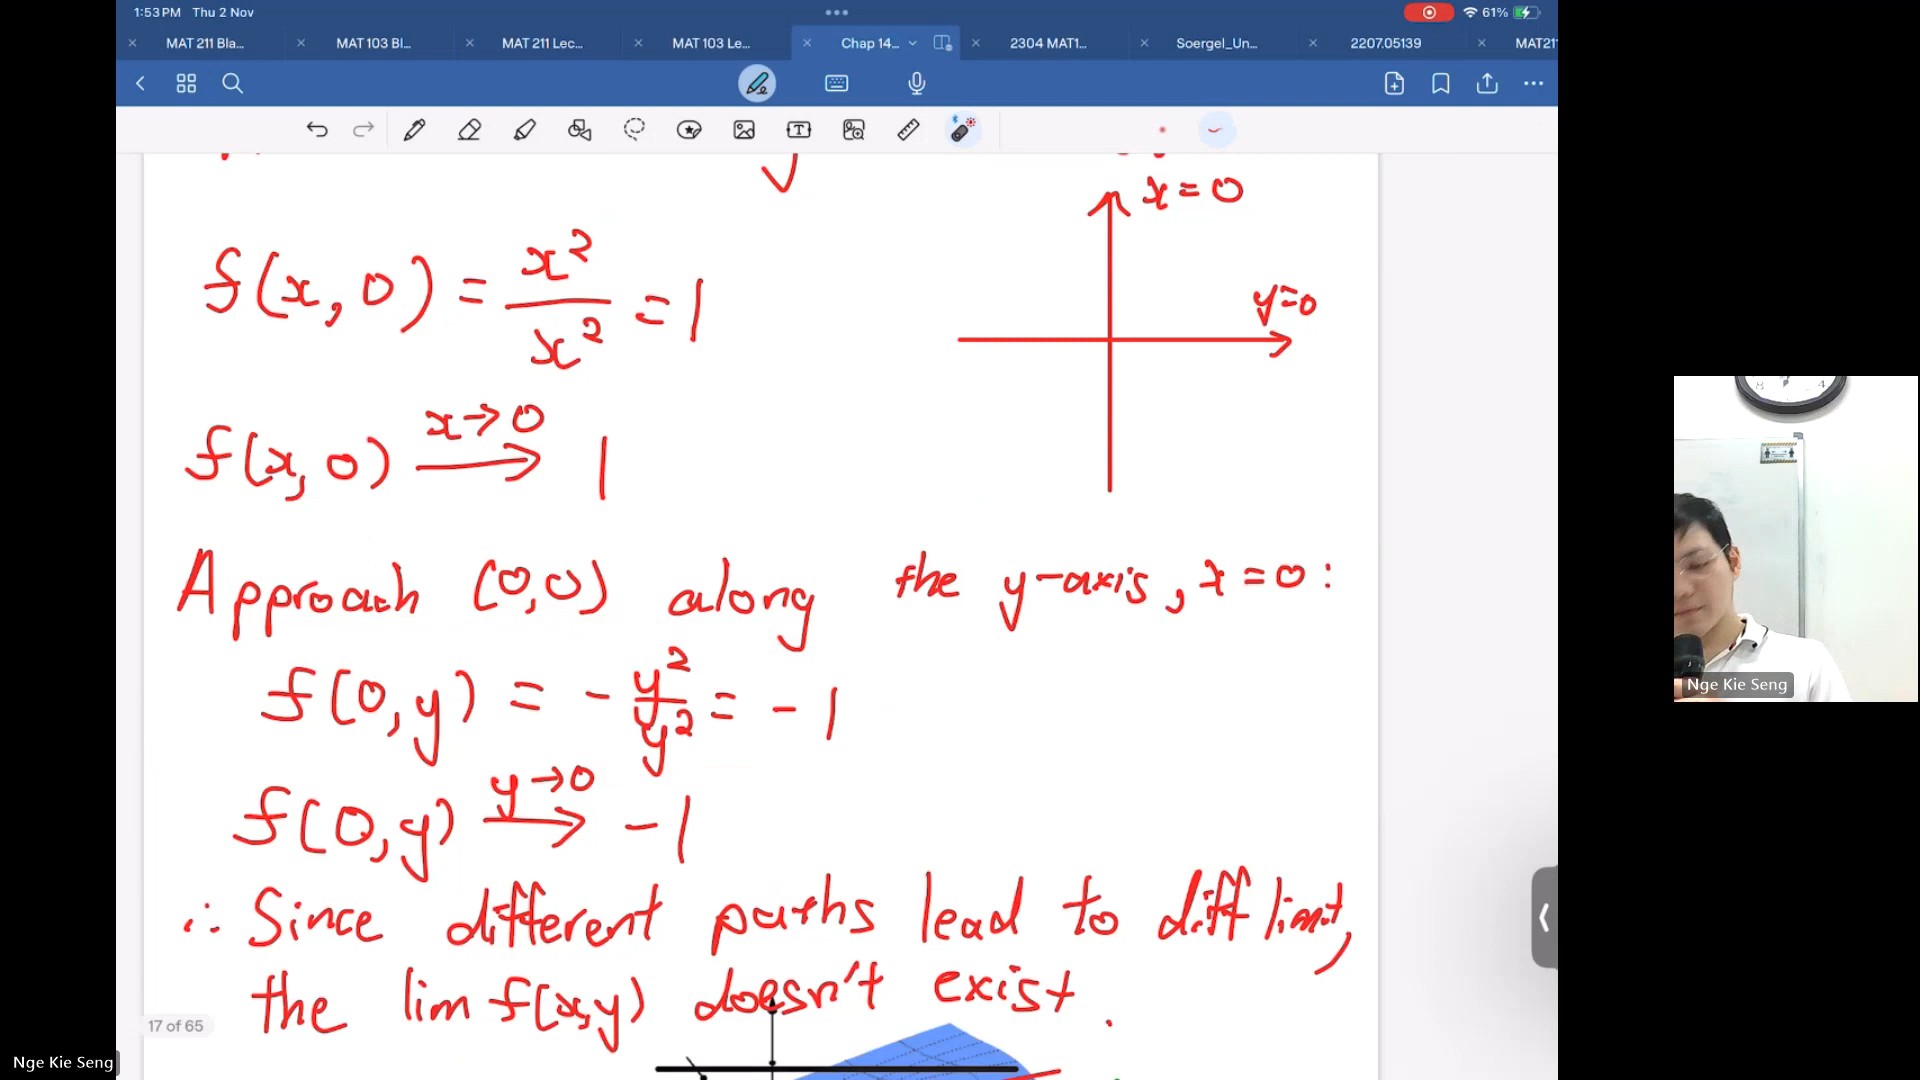 1:53 PM Thu 2 Nov
61%
MAT 211 Bla...
MAT 103 Bl...
MAT 211 Lec...
MAT 103 Le...
Chap 14...
2304 MAT1...
Soergel_Un...
2207.05139
MAT21
x = 0
y=0
f(x, 0) = x²/x² = 1
f(x, 0) x→0 → 1
Approach (0,0) along the y-axis, x = 0 :
f(0, y) = - y²/y² = - 1
f(0, y) y→0 → - 1
∴ Since different paths lead to diff limit,
the lim f(x,y) doesn't exist.
17 of 65
8 4
Nge Kie Seng
Nge Kie Seng